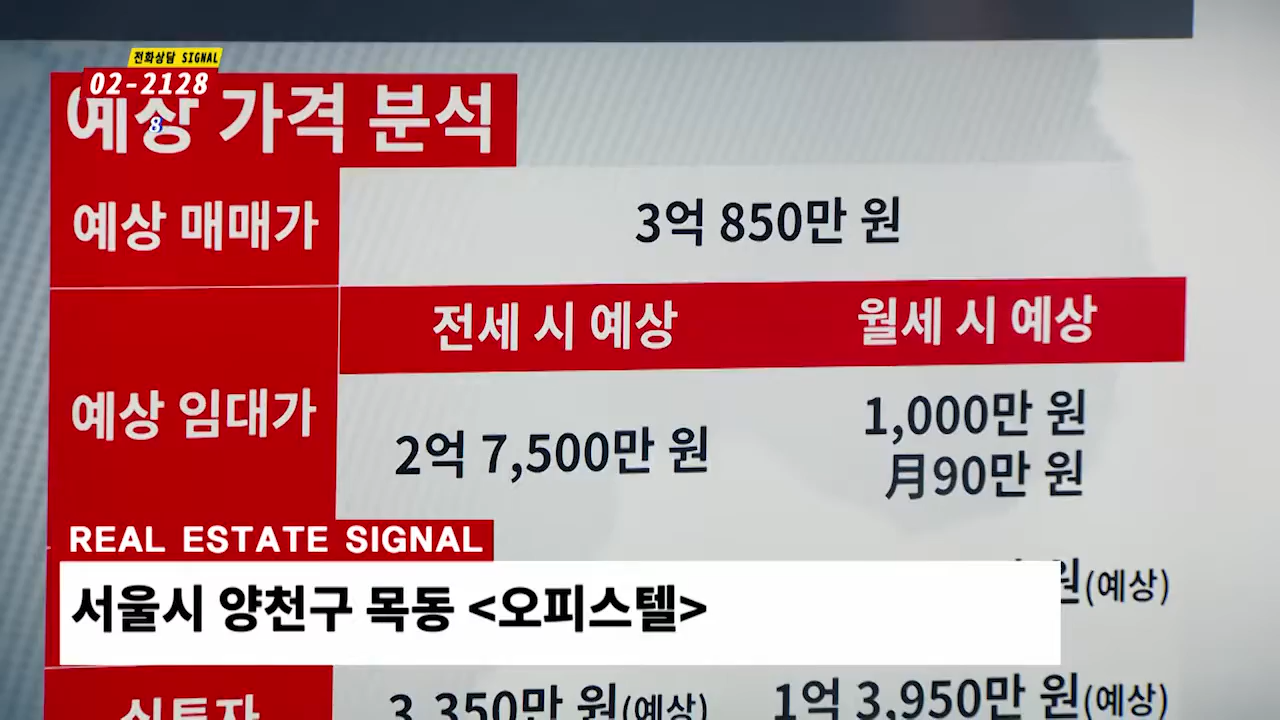 전화상담 SIGNAL
02-2128
8
예상 가격 분석
예상 매매가
3억 850만 원
전세 시 예상
월세 시 예상
예상 임대가
2억 7,500만 원
1,000만 원
月90만 원
REAL ESTATE SIGNAL
서울시 양천구 목동 <오피스텔>
원(예상)
실투자
3,350만 원(예상)
1억 3,950만 원(예상)